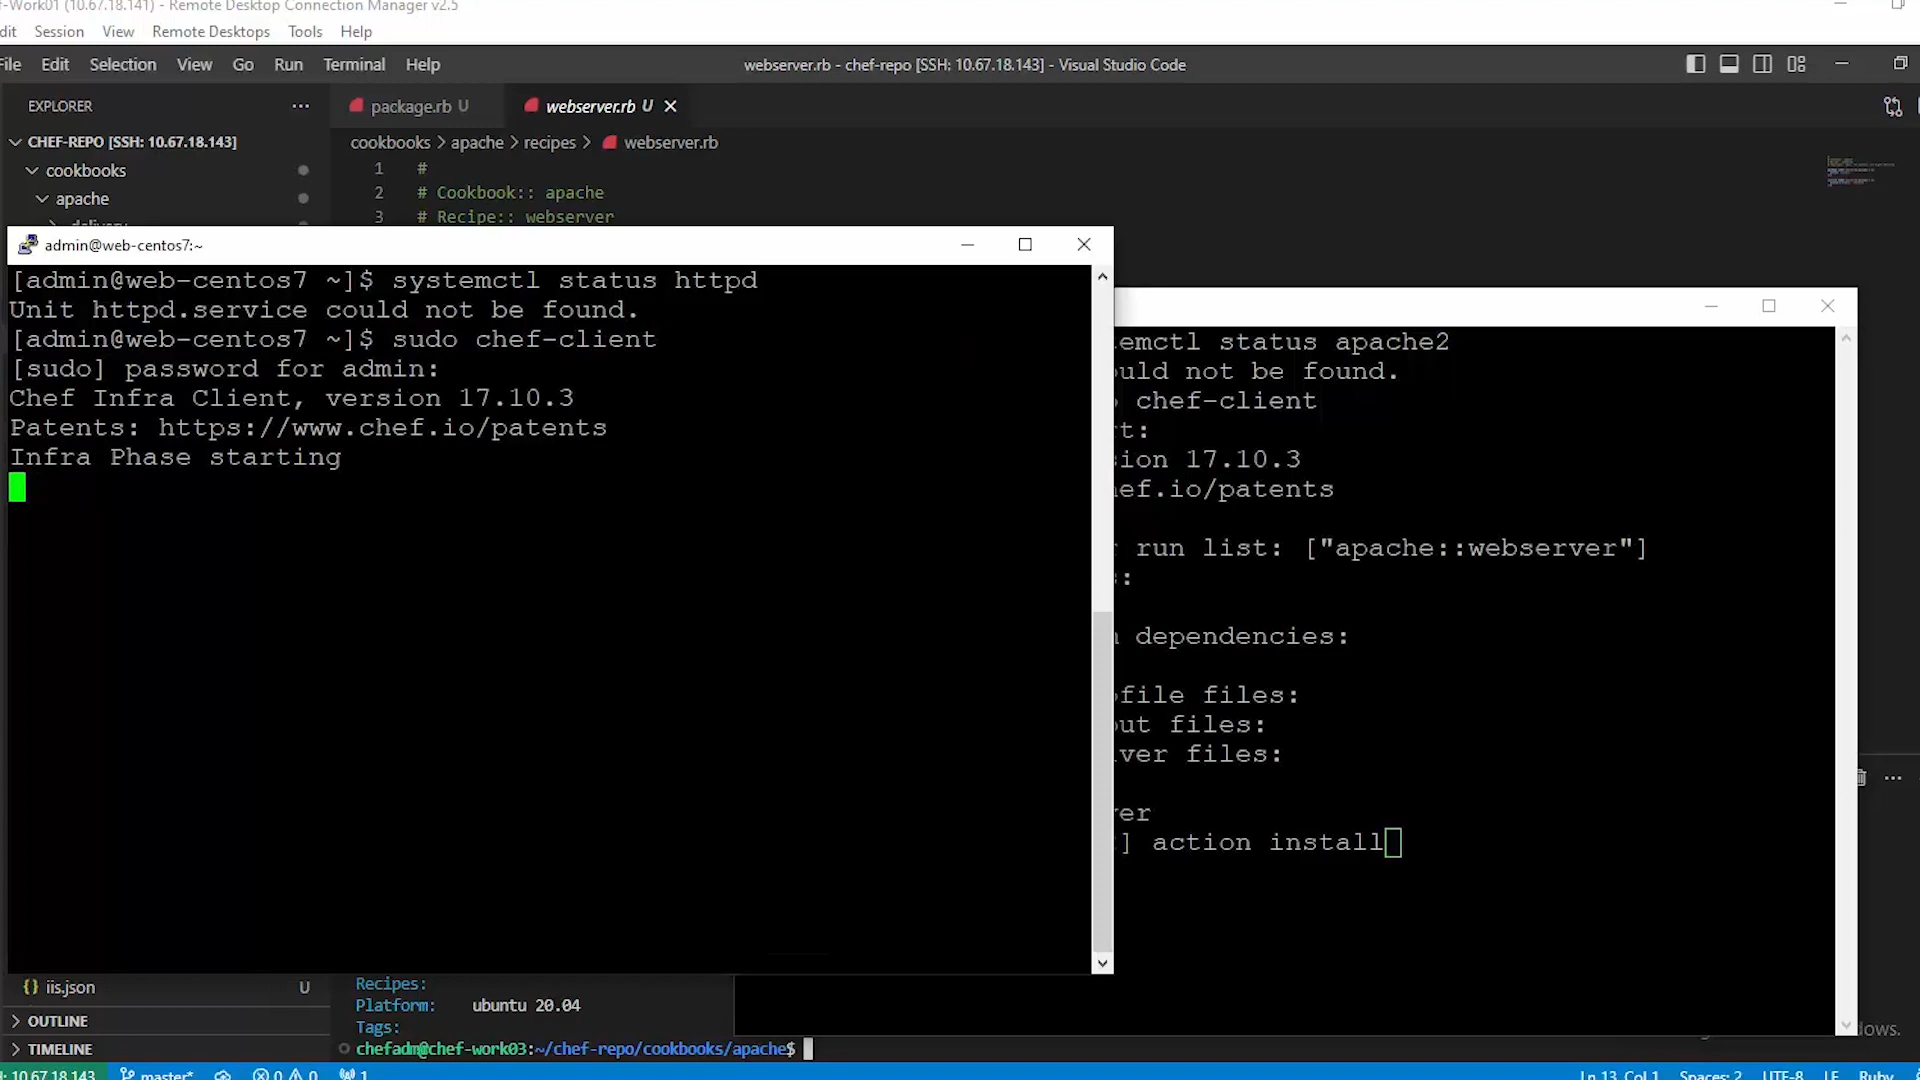 -Work01 (10.67.18.141) - Remote Desktop Connection Manager v2.5
dit Session View Remote Desktops Tools Help
File Edit Selection View Go Run Terminal Help
webserver.rb - chef-repo [SSH: 10.67.18.143] - Visual Studio Code
EXPLORER ···
package.rb U
webserver.rb U
CHEF-REPO [SSH: 10.67.18.143]
cookbooks > apache > recipes > webserver.rb
cookbooks
apache
1 #
2 # Cookbook:: apache
3 # Recipe:: webserver
admin@web-centos7:~
[admin@web-centos7 ~]$ systemctl status httpd
Unit httpd.service could not be found.
[admin@web-centos7 ~]$ sudo chef-client
[sudo] password for admin:
Chef Infra Client, version 17.10.3
Patents: https://www.chef.io/patents
Infra Phase starting
emctl status apache2
uld not be found.
chef-client
rt:
sion 17.10.3
hef.io/patents
run list: ["apache::webserver"]
s:
n dependencies:
ofile files:
out files:
ver files:
er
] action install
iis.json U
OUTLINE
TIMELINE
Recipes:
Platform: ubuntu 20.04
Tags:
chefadm@chef-work03:~/chef-repo/cookbooks/apache$
dows.
: 10.67.18.143 master* 0 0 1 Ln 13, Col 1 Spaces: 2 UTF-8 LF Ruby